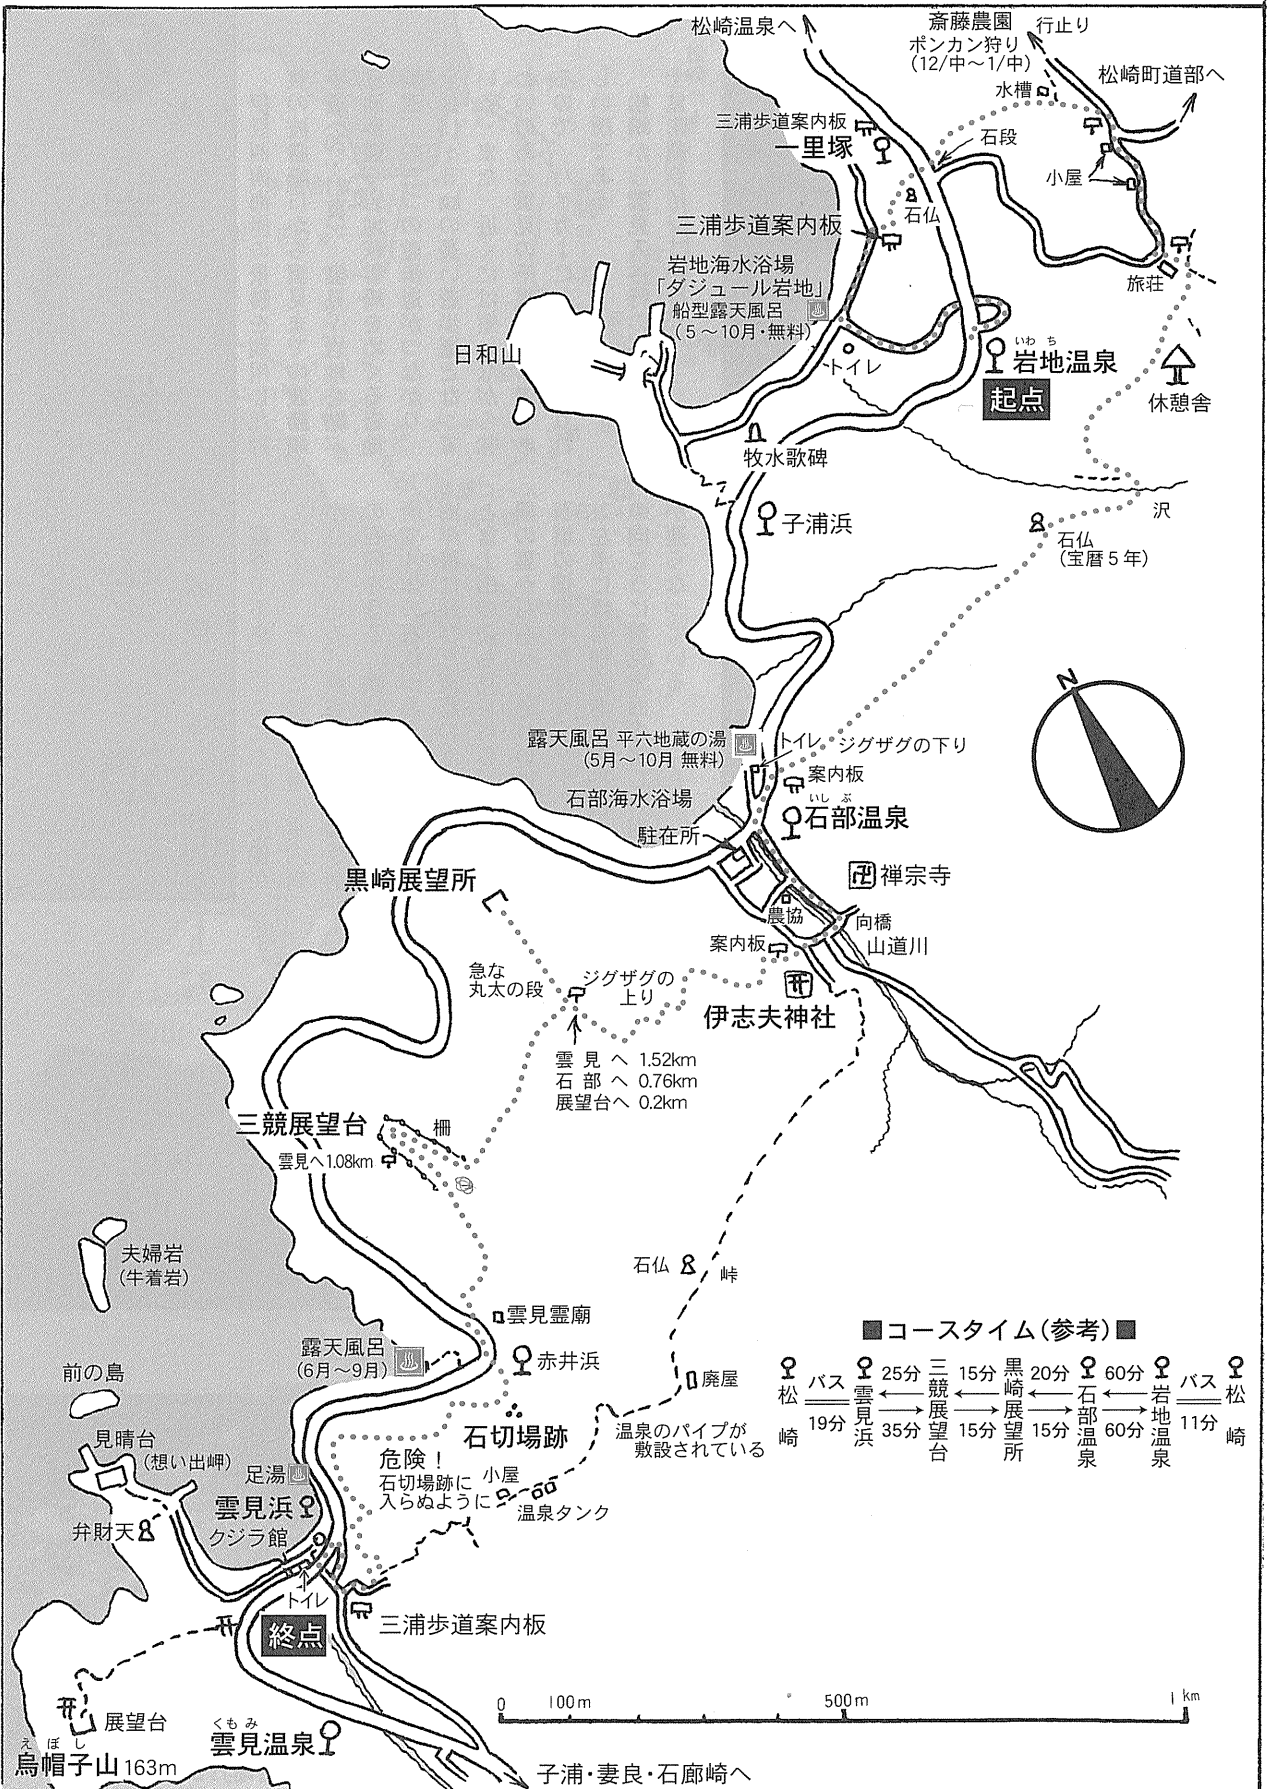 松崎温泉へ
斎藤農園
ポンカン狩り
(12/中〜1/中)
行止り
松崎町道部へ
水槽
三浦歩道案内板
一里塚
石段
小屋
石仏
三浦歩道案内板
旅荘
岩地海水浴場
「ダジュール岩地」
船型露天風呂
(5〜10月・無料)
日和山
トイレ
いわ ち
岩地温泉
起点
休憩舎
牧水歌碑
子浦浜
沢
石仏
(宝暦5年)
N
露天風呂 平六地蔵の湯
(5月〜10月 無料)
トイレ
ジグザグの下り
案内板
石部海水浴場
いし ぶ
石部温泉
駐在所
黒崎展望所
禅宗寺
農協
向橋
山道川
案内板
急な
丸太の段
ジグザグの
上り
伊志夫神社
雲見へ 1.52km
石部へ 0.76km
展望台へ 0.2km
三競展望台
柵
雲見へ1.08km
夫婦岩
(牛着岩)
石仏
峠
雲見霊廟
露天風呂
(6月〜9月)
赤井浜
前の島
廃屋
石切場跡
温泉のパイプが
敷設されている
見晴台
(想い出岬)
足湯
危険!
石切場跡に
入らぬように
小屋
温泉タンク
雲見浜
弁財天
クジラ館
トイレ
終点
三浦歩道案内板
展望台
えぼし
烏帽子山 163m
くもみ
雲見温泉
子浦・妻良・石廊崎へ
■コースタイム(参考)■
松崎 バス 19分 雲見浜 25分 35分 三競展望台 15分 15分 黒崎展望所 20分 15分 石部温泉 60分 60分 岩地温泉 バス 11分 松崎
0 100m 500m 1km